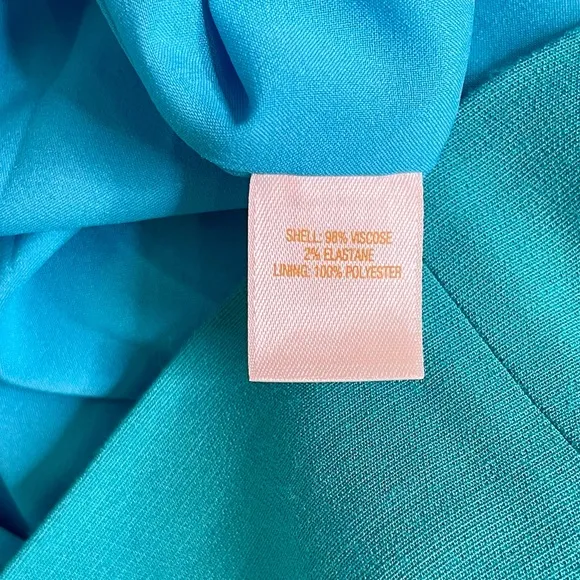 SHELL: 98% VISCOSE
2% ELASTANE
LINING: 100% POLYESTER